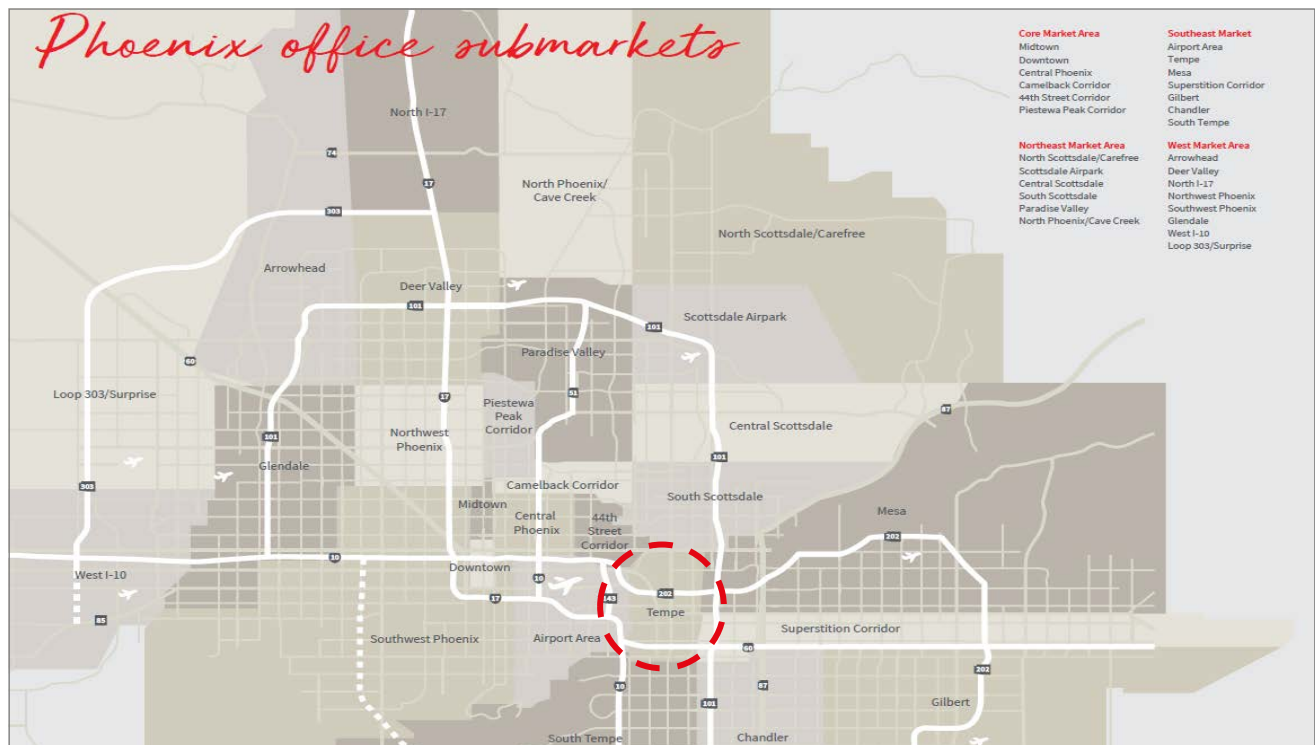 Phoenix office submarkets
Core Market Area
Midtown
Downtown
Central Phoenix
Camelback Corridor
44th Street Corridor
Piestewa Peak Corridor
Southeast Market
Airport Area
Tempe
Mesa
Superstition Corridor
Gilbert
Chandler
South Tempe
Northeast Market Area
North Scottsdale/Carefree
Scottsdale Airpark
Central Scottsdale
South Scottsdale
Paradise Valley
North Phoenix/Cave Creek
West Market Area
Arrowhead
Deer Valley
North I-17
Northwest Phoenix
Southwest Phoenix
Glendale
West I-10
Loop 303/Surprise
North I-17
74
17
North Phoenix/
Cave Creek
303
North Scottsdale/Carefree
Arrowhead
Deer Valley
101
Scottsdale Airpark
101
Paradise Valley
60
Loop 303/Surprise
17
51
Piestewa
Peak
Corridor
87
Central Scottsdale
Northwest
Phoenix
101
Glendale
101
303
Camelback Corridor
South Scottsdale
Midtown
Central
Phoenix
44th
Street
Corridor
Mesa
202
10
Downtown
West I-10
10
17
143
202
85
Tempe
Southwest Phoenix
Airport Area
Superstition Corridor
60
202
10
87
101
Gilbert
South Tempe
Chandler